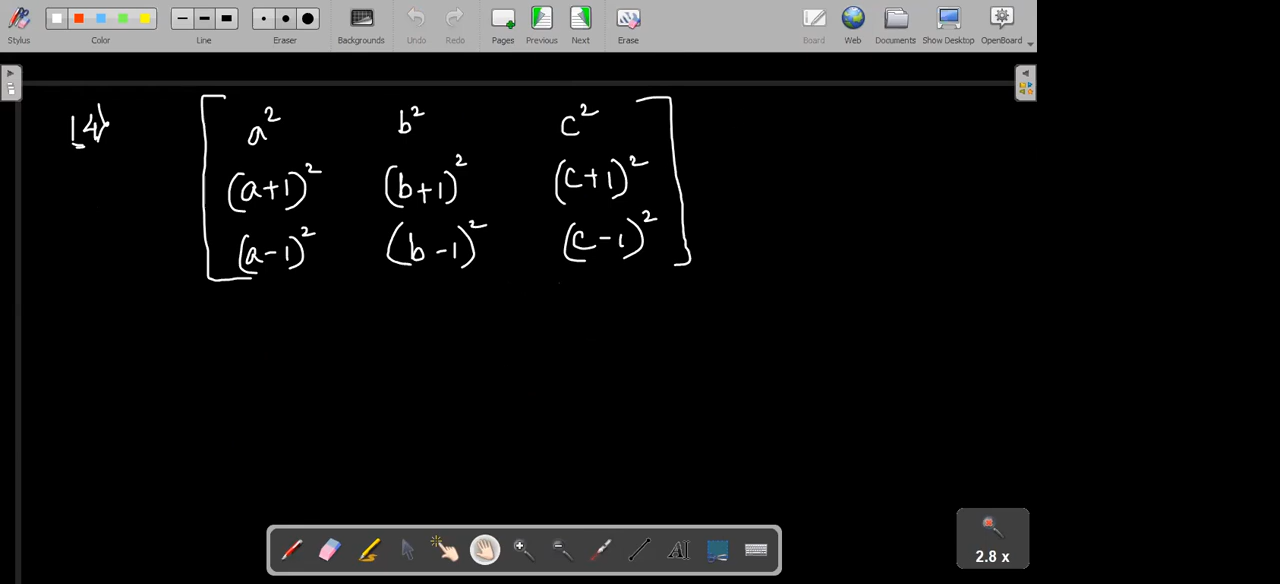 Stylus Color Line Eraser Backgrounds Undo Redo Pages Previous Next Erase Board Web Documents Show Desktop OpenBoard
14) a² b² c²
(a+1)² (b+1)² (c+1)²
(a-1)² (b-1)² (c-1)²
AI
2.8 x